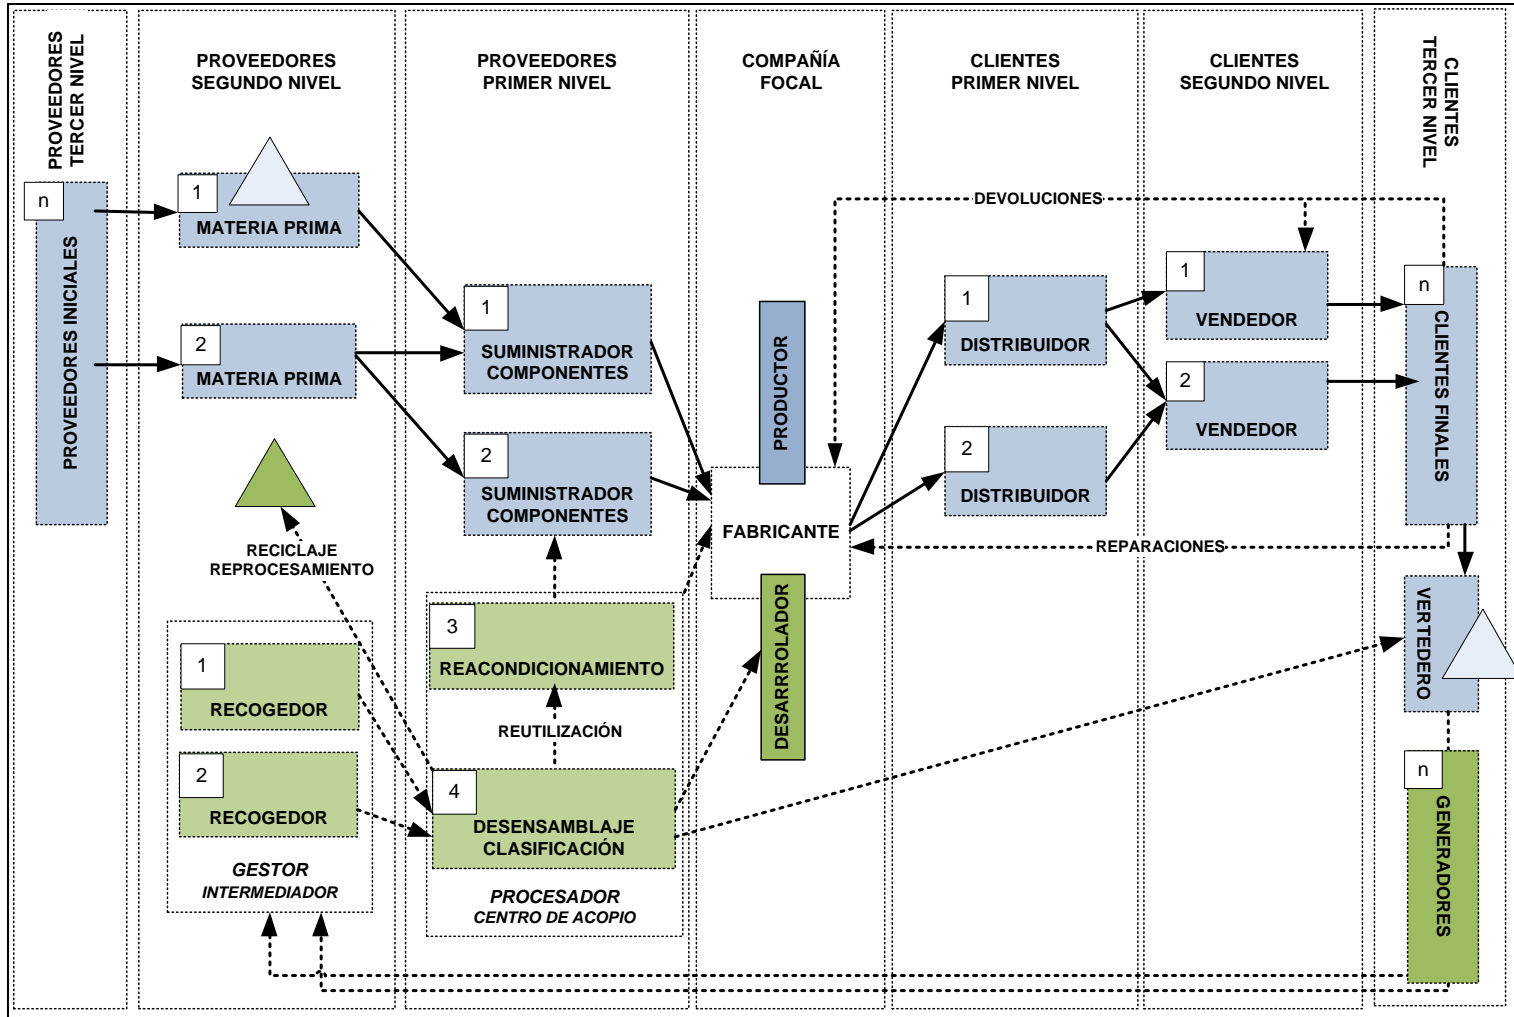 PROVEEDORES
TERCER NIVEL
PROVEEDORES
SEGUNDO NIVEL
PROVEEDORES
PRIMER NIVEL
COMPAÑÍA
FOCAL
CLIENTES
PRIMER NIVEL
CLIENTES
SEGUNDO NIVEL
CLIENTES
TERCER NIVEL
n
PROVEEDORES INICIALES
1
MATERIA PRIMA
2
MATERIA PRIMA
RECICLAJE
REPROCESAMIENTO
1
RECOGEDOR
2
RECOGEDOR
GESTOR
INTERMEDIADOR
1
SUMINISTRADOR
COMPONENTES
2
SUMINISTRADOR
COMPONENTES
3
REACONDICIONAMIENTO
REUTILIZACIÓN
4
DESENSAMBLAJE
CLASIFICACIÓN
PROCESADOR
CENTRO DE ACOPIO
PRODUCTOR
FABRICANTE
DESARRROLADOR
DEVOLUCIONES
1
DISTRIBUIDOR
2
DISTRIBUIDOR
1
VENDEDOR
2
VENDEDOR
REPARACIONES
n
CLIENTES FINALES
VERTEDERO
n
GENERADORES